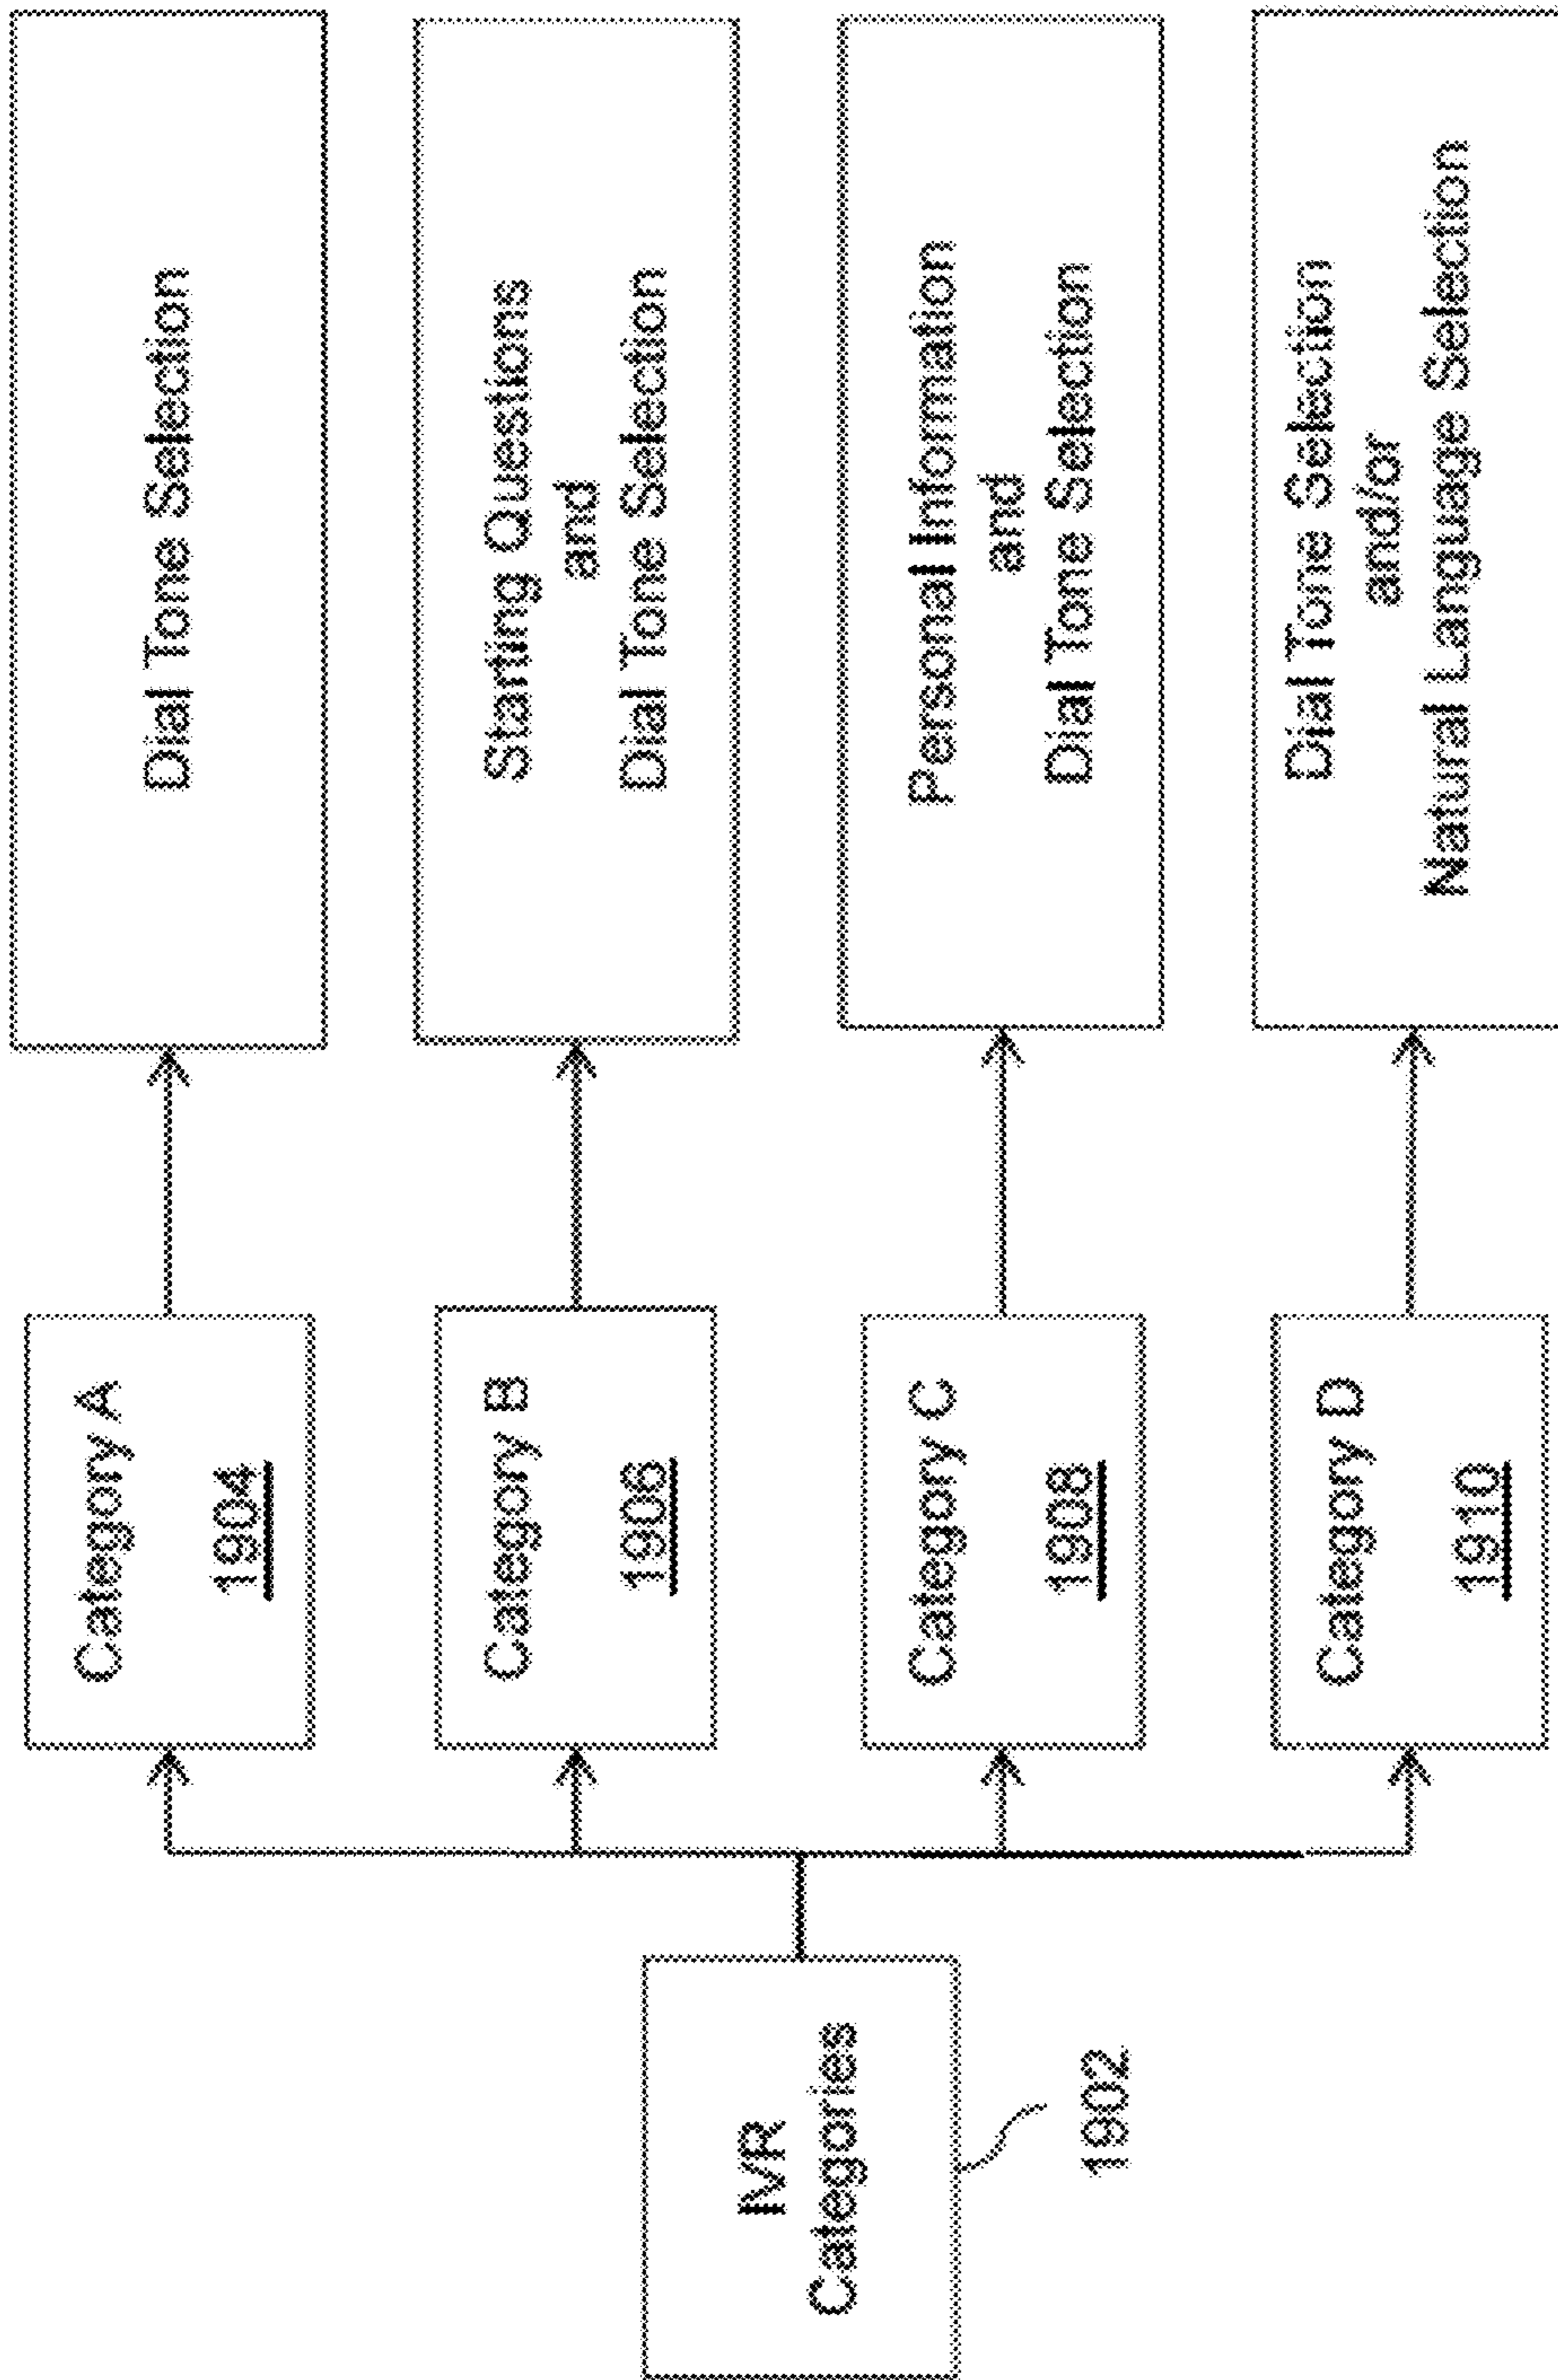 IVR
Categories
1902
Category A
1904
Dial Tone Selection
Category B
1906
Starting Questions
and
Dial Tone Selection
Category C
1908
Personal Information
and
Dial Tone Selection
Category D
1910
Dial Tone Selection
and/or
Natural Language Selection